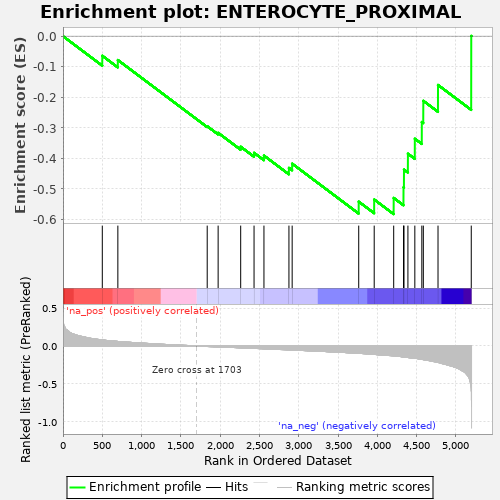 Enrichment plot: ENTEROCYTE_PROXIMAL
Enrichment score (ES)
0.0
-0.1
-0.2
-0.3
-0.4
-0.5
-0.6
Ranked list metric (PreRanked)
'na_pos' (positively correlated)
0.5
0.0
-0.5
-1.0
Zero cross at 1703
'na_neg' (negatively correlated)
0
500
1,000
1,500
2,000
2,500
3,000
3,500
4,000
4,500
5,000
Rank in Ordered Dataset
Enrichment profile
Hits
Ranking metric scores